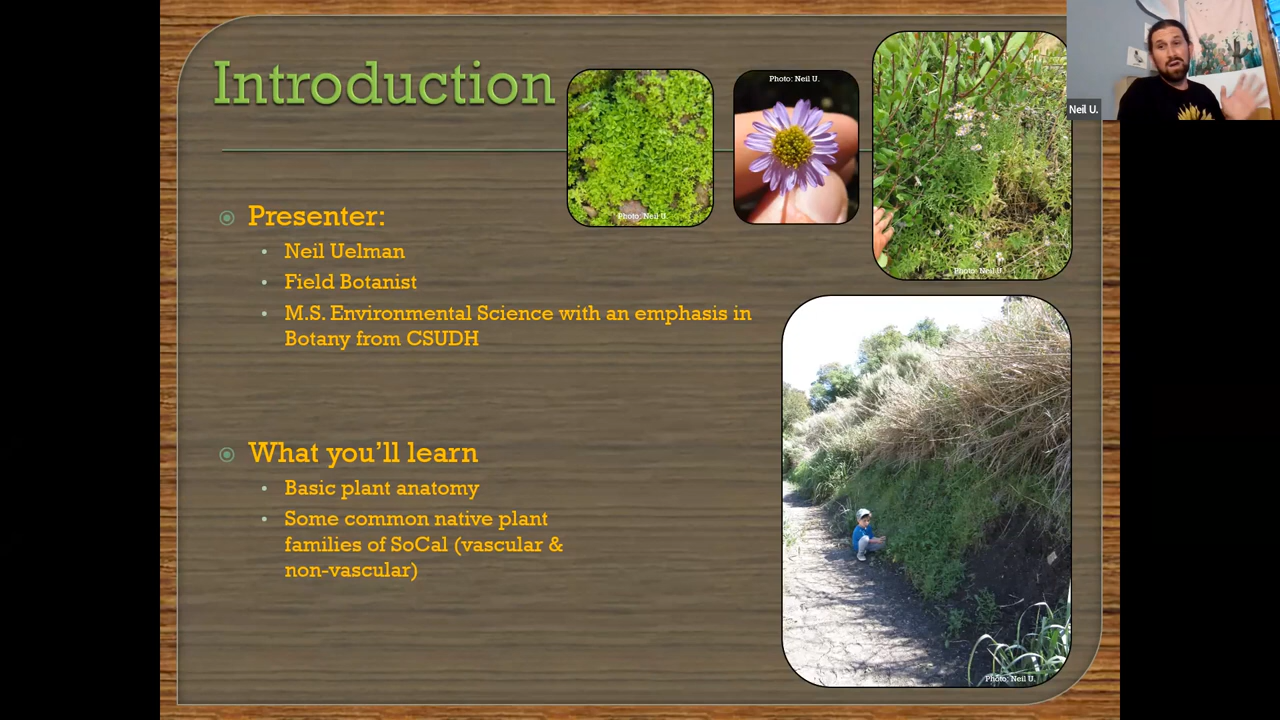 Introduction
Photo: Neil U.
Photo: Neil U.
Photo: Neil U.
Neil U.
Presenter:
Neil Uelman
Field Botanist
M.S. Environmental Science with an emphasis in
Botany from CSUDH
What you'll learn
Basic plant anatomy
Some common native plant
families of SoCal (vascular &
non-vascular)
Photo: Neil U.